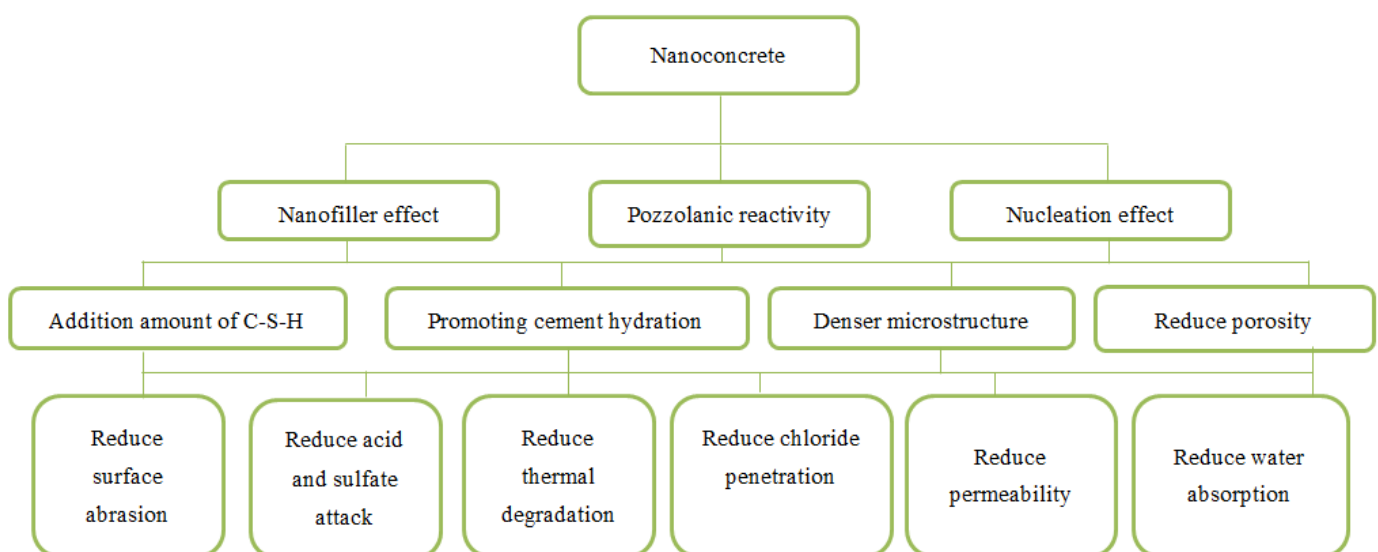 Nanoconcrete
Nanofiller effect
Pozzolanic reactivity
Nucleation effect
Addition amount of C-S-H
Promoting cement hydration
Denser microstructure
Reduce porosity
Reduce
surface
abrasion
Reduce acid
and sulfate
attack
Reduce
thermal
degradation
Reduce chloride
penetration
Reduce
permeability
Reduce water
absorption